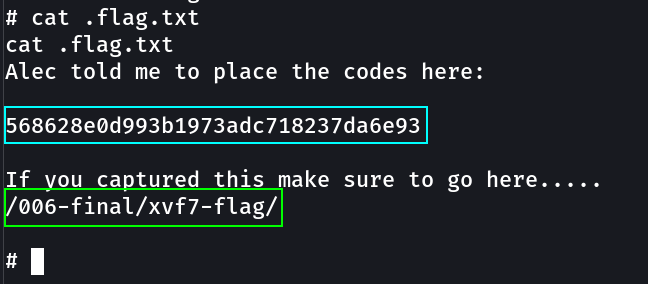 # cat .flag.txt
cat .flag.txt
Alec told me to place the codes here:
568628e0d993b1973adc718237da6e93
If you captured this make sure to go here.....
/006-final/xvf7-flag/
#